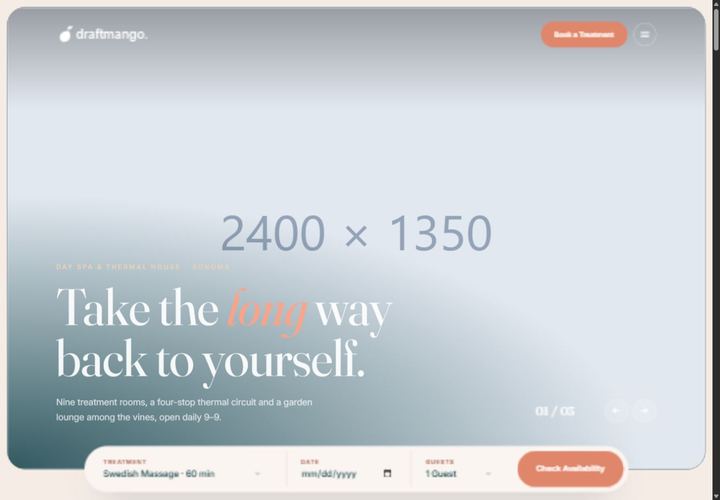 draftmango.
Book a Treatment
2400 × 1350
DAY SPA & THERMAL HOUSE · SONOMA
Take the long way
back to yourself.
Nine treatment rooms, a four-stop thermal circuit and a garden
lounge among the vines, open daily 9–9.
01 / 03
TREATMENT
Swedish Massage · 60 min
DATE
mm/dd/yyyy
GUESTS
1 Guest
Check Availability